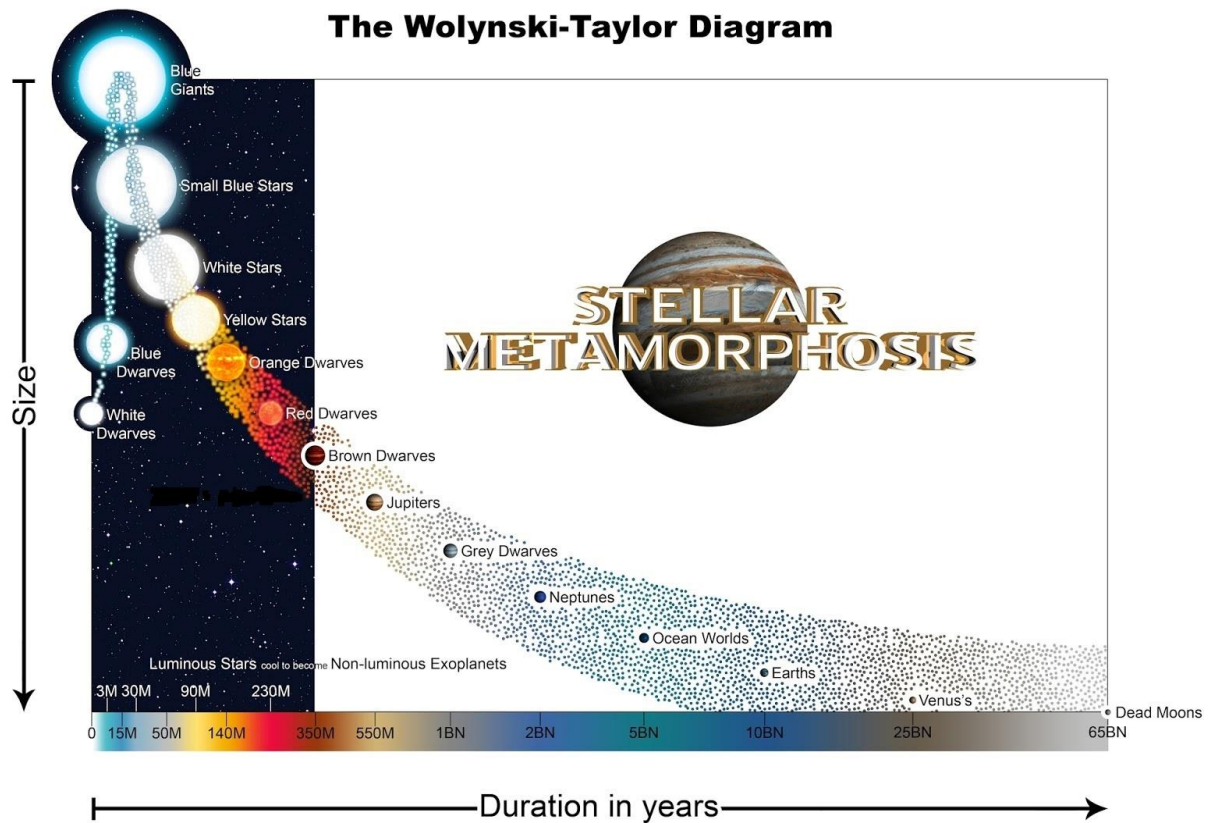 The Wolynski-Taylor Diagram
Blue
Giants
Small Blue Stars
White Stars
Yellow Stars
Blue
Dwarves
Orange Dwarves
White
Dwarves
Red Dwarves
Brown Dwarves
Jupiters
Grey Dwarves
Neptunes
Ocean Worlds
Earths
Venus's
Dead Moons
STELLAR
METAMORPHOSIS
Size
Luminous Stars cool to become Non-luminous Exoplanets
3M 30M 90M 230M
0 15M 50M 140M 350M 550M 1BN 2BN 5BN 10BN 25BN 65BN
Duration in years